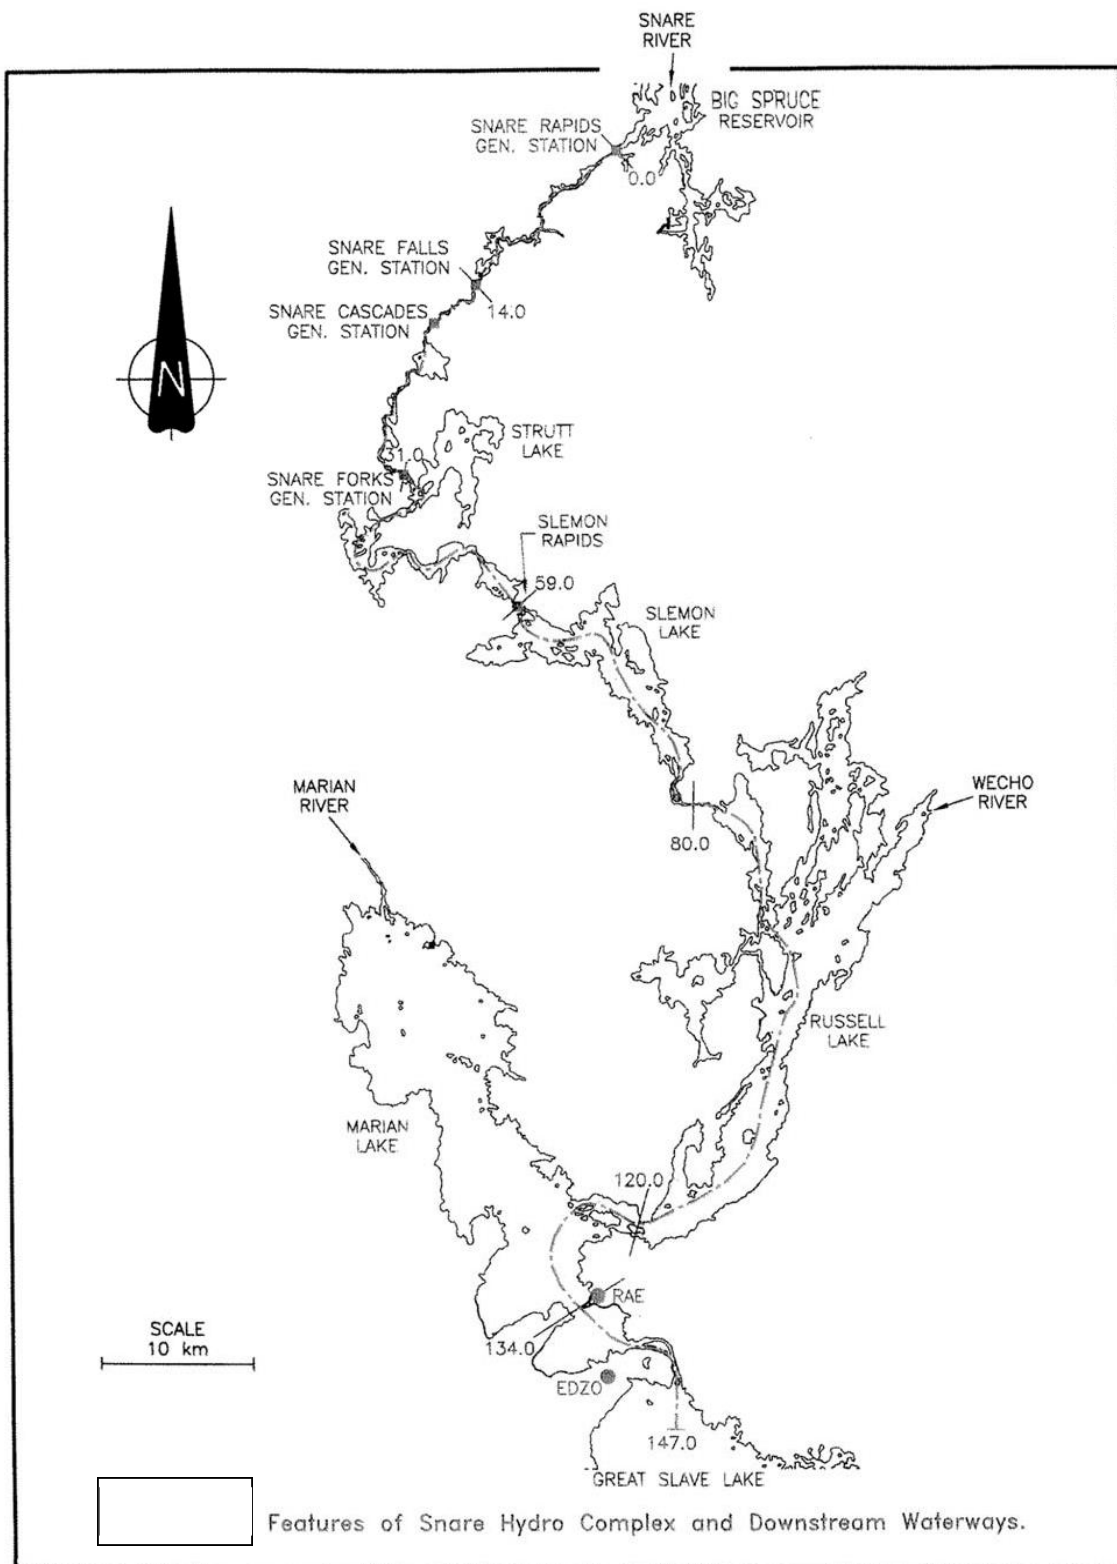 SNARE
RIVER
BIG SPRUCE
RESERVOIR
SNARE RAPIDS
GEN. STATION
0.0
SNARE FALLS
GEN. STATION
14.0
SNARE CASCADES
GEN. STATION
N
STRUTT
LAKE
31.0
SNARE FORKS
GEN. STATION
SLEMON
RAPIDS
59.0
SLEMON
LAKE
MARIAN
RIVER
WECHO
RIVER
80.0
RUSSELL
LAKE
MARIAN
LAKE
120.0
RAE
SCALE
10 km
134.0
EDZO
147.0
GREAT SLAVE LAKE
Features of Snare Hydro Complex and Downstream Waterways.